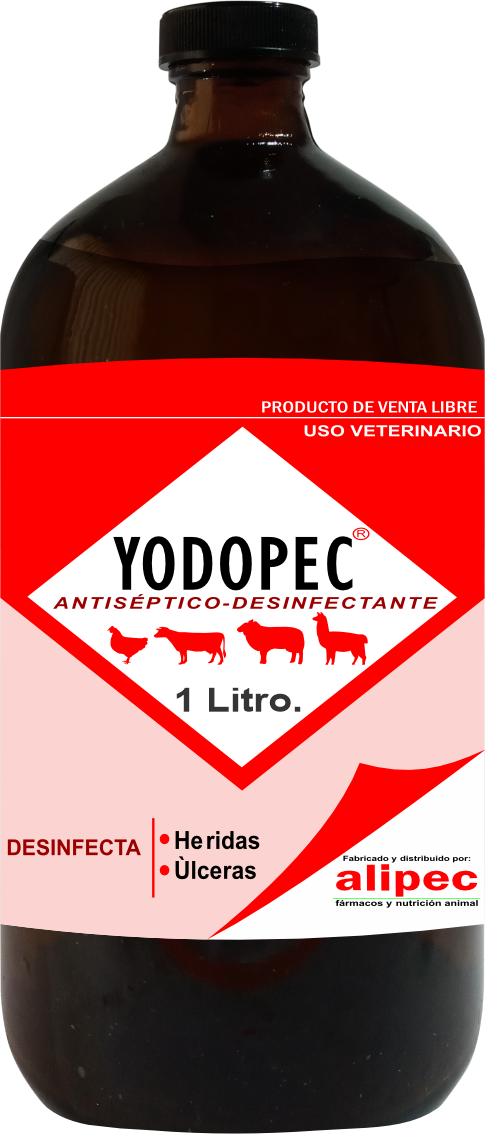 PRODUCTO DE VENTA LIBRE
USO VETERINARIO
YODOPEC®
ANTISÉPTICO-DESINFECTANTE
1 Litro.
DESINFECTA
• Heridas
• Ùlceras
Fabricado y distribuido por:
alipec
fármacos y nutrición animal